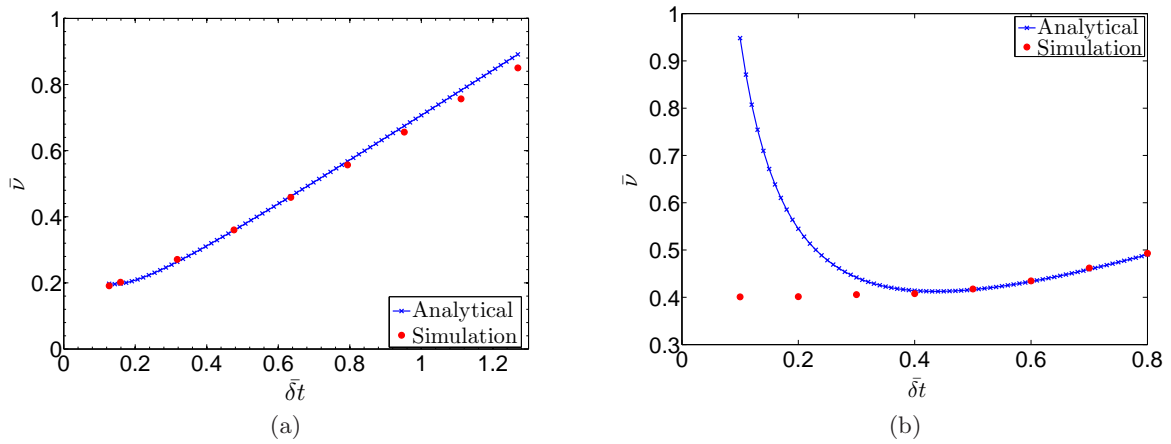 1
0.8
0.6
0.4
0.2
0
ν̄
0 0.2 0.4 0.6 0.8 1 1.2
δ̄t
Analytical
Simulation
(a)
1
0.9
0.8
0.7
0.6
0.5
0.4
0.3
ν̄
0 0.2 0.4 0.6 0.8
δ̄t
Analytical
Simulation
(b)